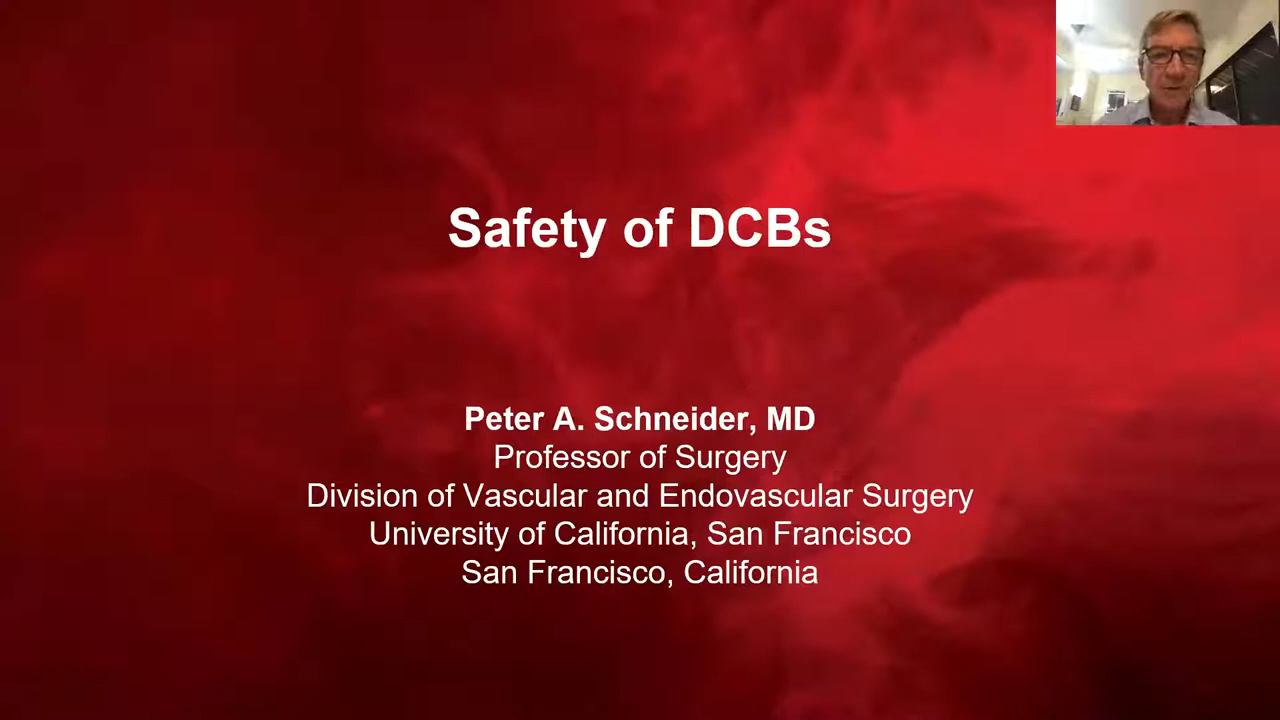 Safety of DCBs
Peter A. Schneider, MD
Professor of Surgery
Division of Vascular and Endovascular Surgery
University of California, San Francisco
San Francisco, California